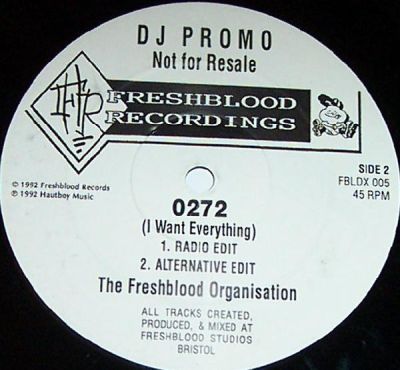 DJ PROMO
Not for Resale
FRESHBLOOD
RECORDINGS
© 1992 Freshblood Records
℗ 1992 Hautboy Music
SIDE 2
FBLDX 005
45 RPM
0272
(I Want Everything)
1. RADIO EDIT
2. ALTERNATIVE EDIT
The Freshblood Organisation
ALL TRACKS CREATED,
PRODUCED, & MIXED AT
FRESHBLOOD STUDIOS
BRISTOL